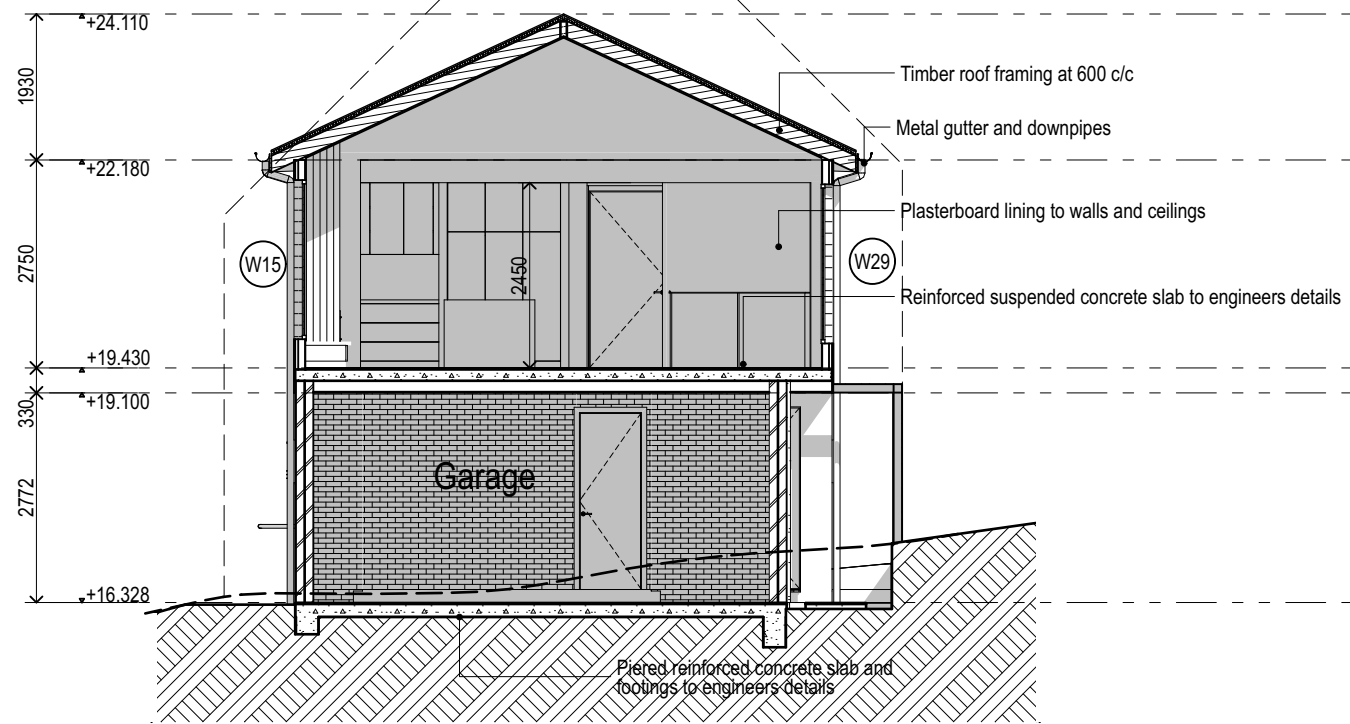 +24.110
1930
Timber roof framing at 600 c/c
Metal gutter and downpipes
+22.180
Plasterboard lining to walls and ceilings
2750
W15
2450
W29
Reinforced suspended concrete slab to engineers details
+19.430
330
+19.100
Garage
2772
+16.328
Piered reinforced concrete slab and
footings to engineers details